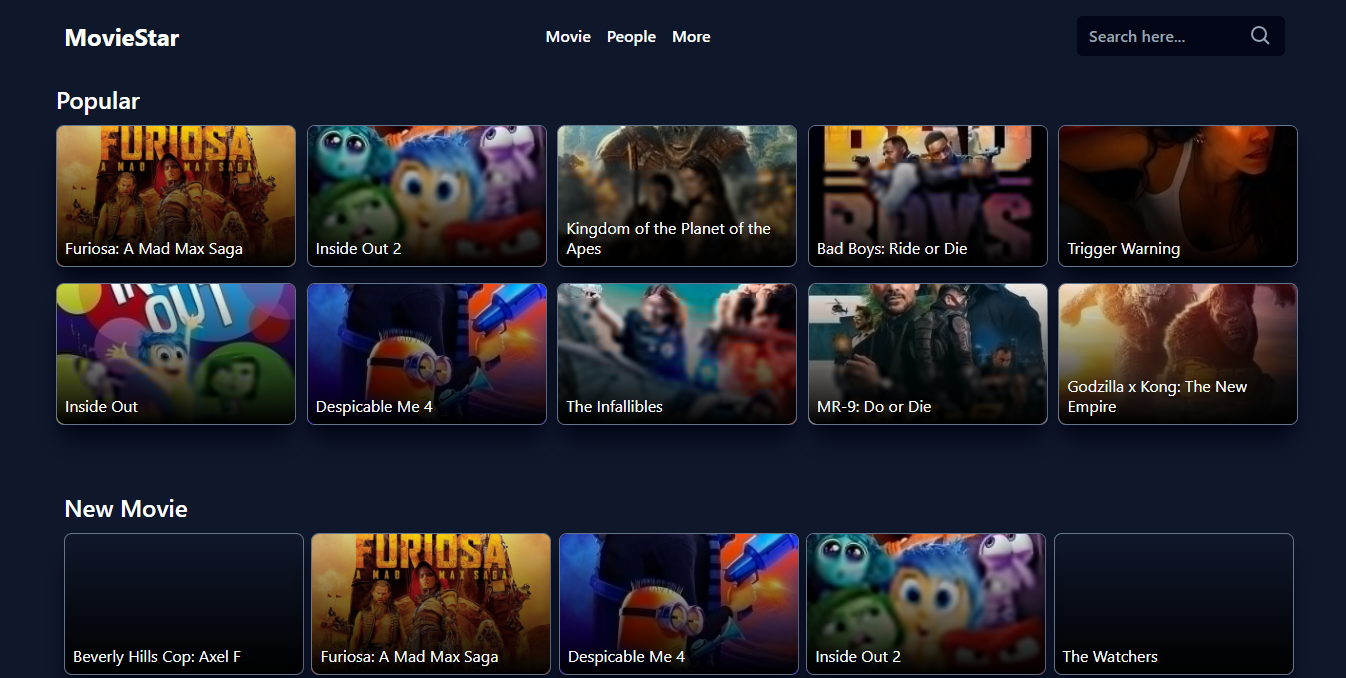 MovieStar
Movie People More
Search here...
Popular
FURIOSA
A MAD MAX SAGA
Furiosa: A Mad Max Saga
Inside Out 2
Kingdom of the Planet of the
Apes
BAD
BOYS
Bad Boys: Ride or Die
Trigger Warning
OUT
Inside Out
Despicable Me 4
The Infallibles
MR-9: Do or Die
Godzilla x Kong: The New
Empire
New Movie
Beverly Hills Cop: Axel F
FURIOSA
A MAD MAX SAGA
Furiosa: A Mad Max Saga
Despicable Me 4
Inside Out 2
The Watchers